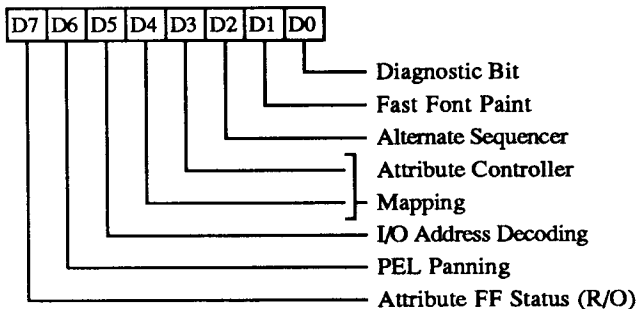 D7 D6 D5 D4 D3 D2 D1 D0
Diagnostic Bit
Fast Font Paint
Alternate Sequencer
Attribute Controller
Mapping
I/O Address Decoding
PEL Panning
Attribute FF Status (R/O)